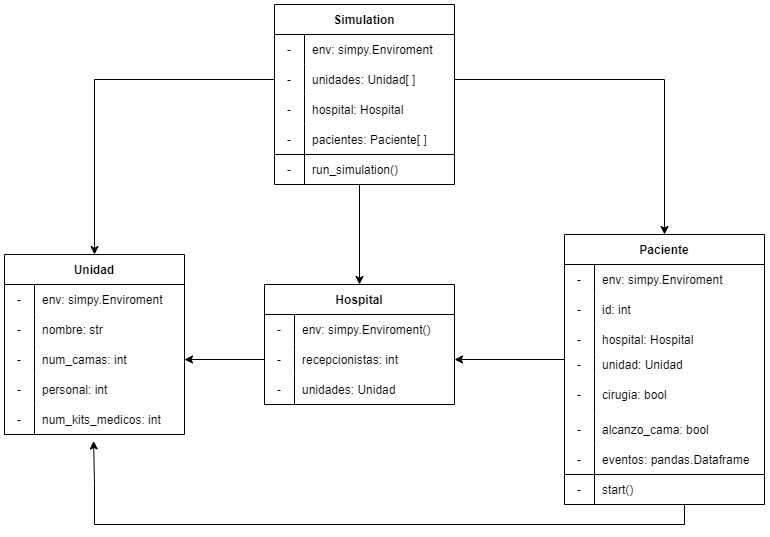 Simulation
- env: simpy.Enviroment
- unidades: Unidad[ ]
- hospital: Hospital
- pacientes: Paciente[ ]
- run_simulation()
Unidad
- env: simpy.Enviroment
- nombre: str
- num_camas: int
- personal: int
- num_kits_medicos: int
Hospital
- env: simpy.Enviroment()
- recepcionistas: int
- unidades: Unidad
Paciente
- env: simpy.Enviroment
- id: int
- hospital: Hospital
- unidad: Unidad
- cirugia: bool
- alcanzo_cama: bool
- eventos: pandas.Dataframe
- start()